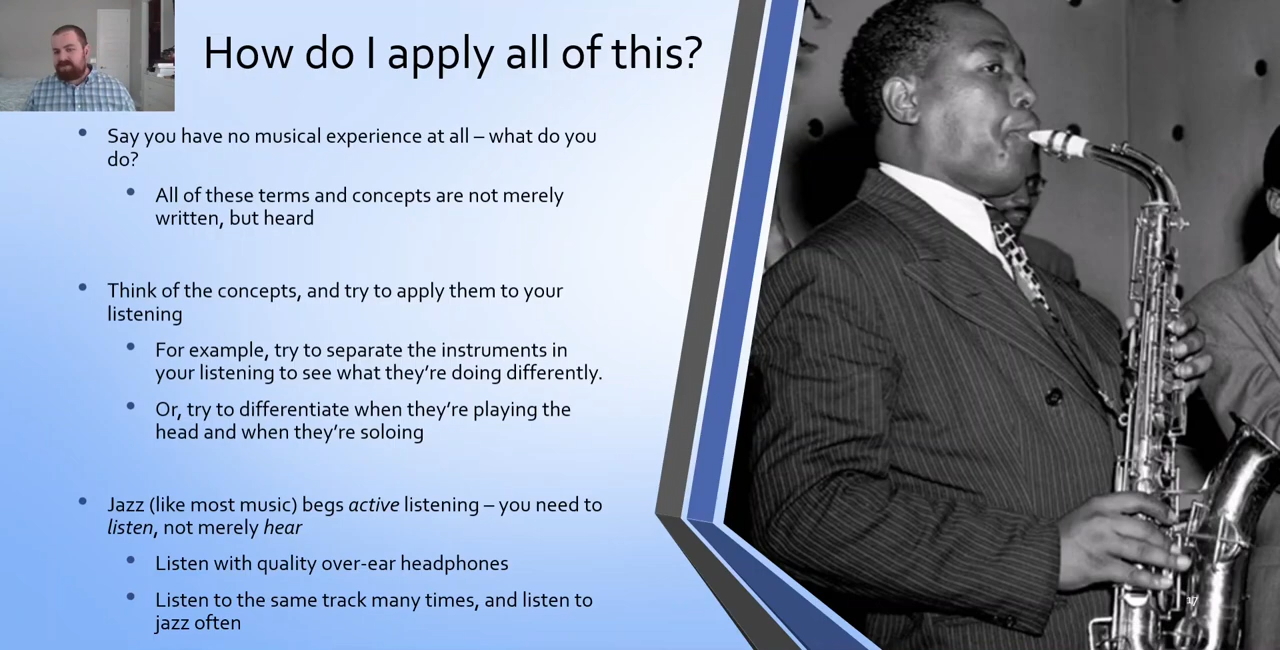 How do I apply all of this?
Say you have no musical experience at all – what do you
do?
All of these terms and concepts are not merely
written, but heard
Think of the concepts, and try to apply them to your
listening
For example, try to separate the instruments in
your listening to see what they're doing differently.
Or, try to differentiate when they're playing the
head and when they're soloing
Jazz (like most music) begs active listening – you need to
listen, not merely hear
Listen with quality over-ear headphones
Listen to the same track many times, and listen to
jazz often
17